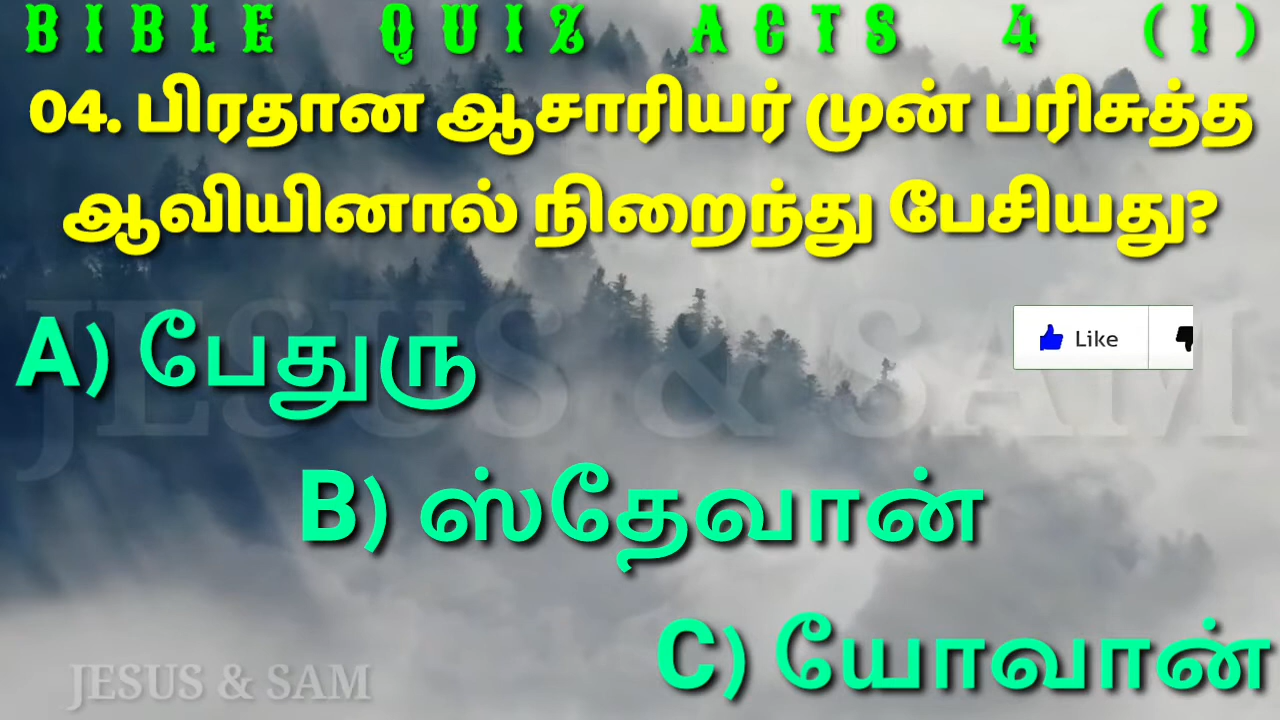 BIBLE QUIZ ACTS 4 (I)
04. பிரதான ஆசாரியர் முன் பரிசுத்த
ஆவியினால் நிறைந்து பேசியது?
JESUS & SAM
A) பேதுரு
Like
B) ஸ்தேவான்
C) யோவான்
JESUS & SAM